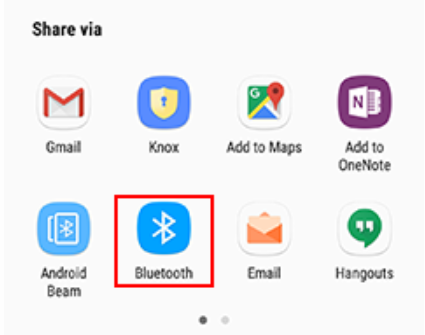 Share via
Gmail
Knox
Add to Maps
Add to
OneNote
Android
Beam
Bluetooth
Email
Hangouts